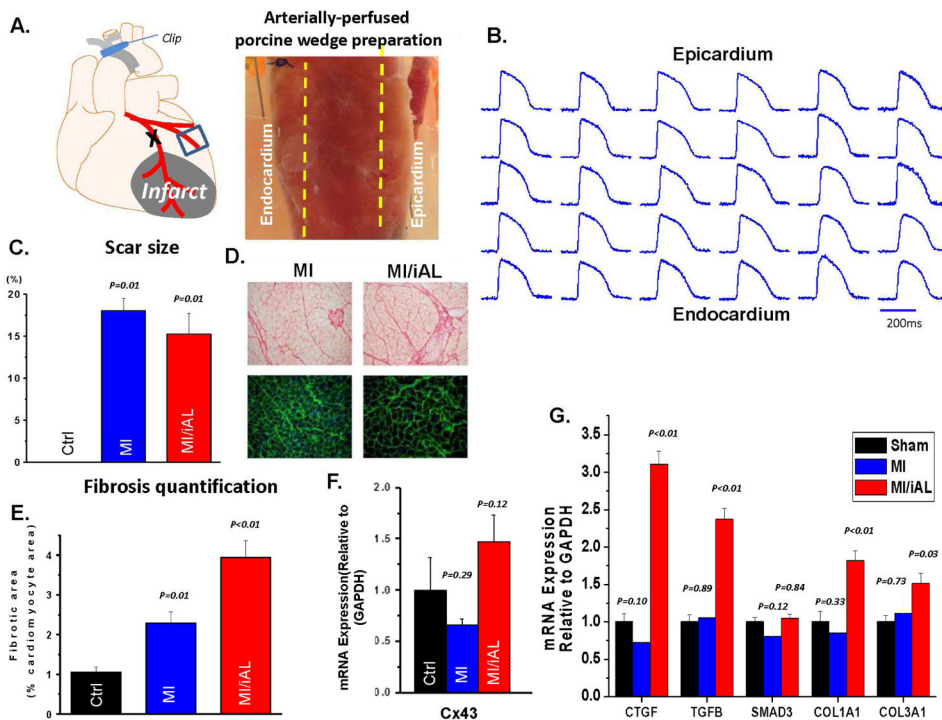 A.
Clip
Infarct
Arterially-perfused
porcine wedge preparation
Endocardium
Epicardium
B.
Epicardium
Endocardium
200ms
C.
Scar size
(%)
20
15
10
5
0
P=0.01
P=0.01
Ctrl
MI
MI/iAL
D.
MI
MI/iAL
E.
Fibrosis quantification
Fibrotic area
(% cardiomyocyte area)
4
3
2
1
0
P=0.01
P<0.01
Ctrl
MI
MI/iAL
F.
mRNA Expression(Relative to
(GAPDH)
2.0
1.5
1.0
0.5
0.0
P=0.29
P=0.12
Ctrl
MI
MI/iAL
Cx43
G.
mRNA Expression
Relative to GAPDH
3.5
3.0
2.5
2.0
1.5
1.0
0.5
0.0
Sham
MI
MI/iAL
P=0.10
P<0.01
P=0.89
P<0.01
P=0.12
P=0.84
P=0.33
P<0.01
P=0.73
P=0.03
CTGF
TGFB
SMAD3
COL1A1
COL3A1